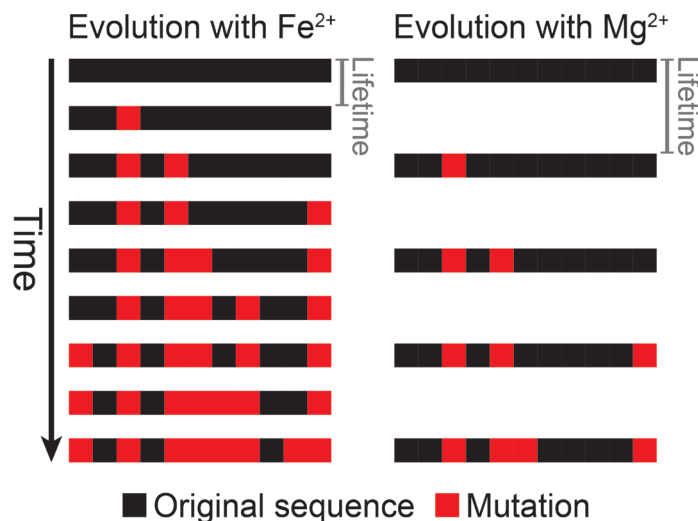 Evolution with Fe²⁺
Evolution with Mg²⁺
Lifetime
Lifetime
Time
Original sequence
Mutation